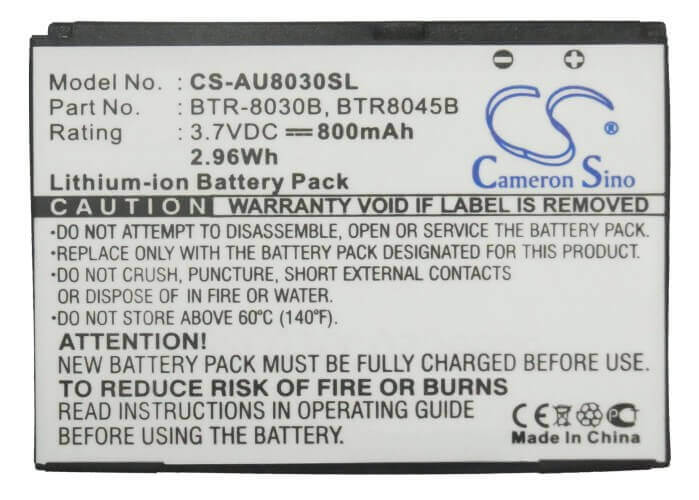 Model No. : CS-AU8030SL
Part No. : BTR-8030B, BTR8045B
Rating : 3.7VDC 800mAh
2.96Wh
CS
Cameron Sino
Lithium-ion Battery Pack
CAUTION WARRANTY VOID IF LABEL IS REMOVED
•DO NOT ATTEMPT TO DISASSEMBLE, OPEN OR SERVICE THE BATTERY PACK.
•REPLACE ONLY WITH THE BATTERY PACK DESIGNATED FOR THIS PRODUCT.
•DO NOT CRUSH, PUNCTURE, SHORT EXTERNAL CONTACTS
OR DISPOSE OF IN FIRE OR WATER.
•DO NOT STORE ABOVE 60°C (140°F).
ATTENTION!
NEW BATTERY PACK MUST BE FULLY CHARGED BEFORE USE!
TO REDUCE RISK OF FIRE OR BURNS
READ INSTRUCTIONS IN OPERATING GUIDE
BEFORE RECHARGE.
CE PC
Made In China